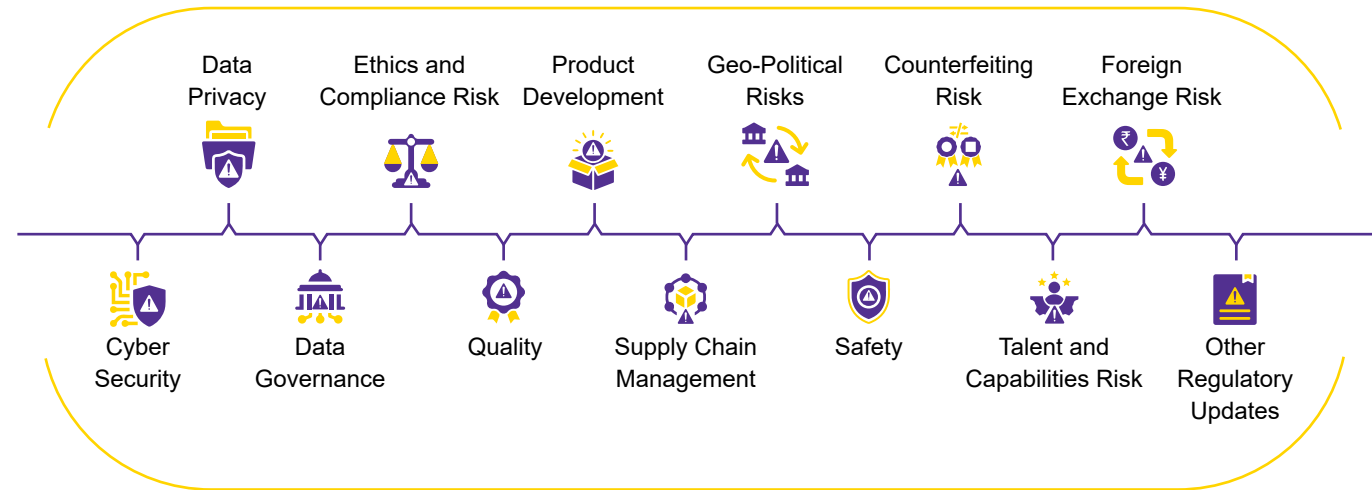 Data
Privacy
Ethics and
Compliance Risk
Product
Development
Geo-Political
Risks
Counterfeiting
Risk
Foreign
Exchange Risk
₹
¥
Cyber
Security
Data
Governance
Quality
Supply Chain
Management
Safety
Talent and
Capabilities Risk
Other
Regulatory
Updates